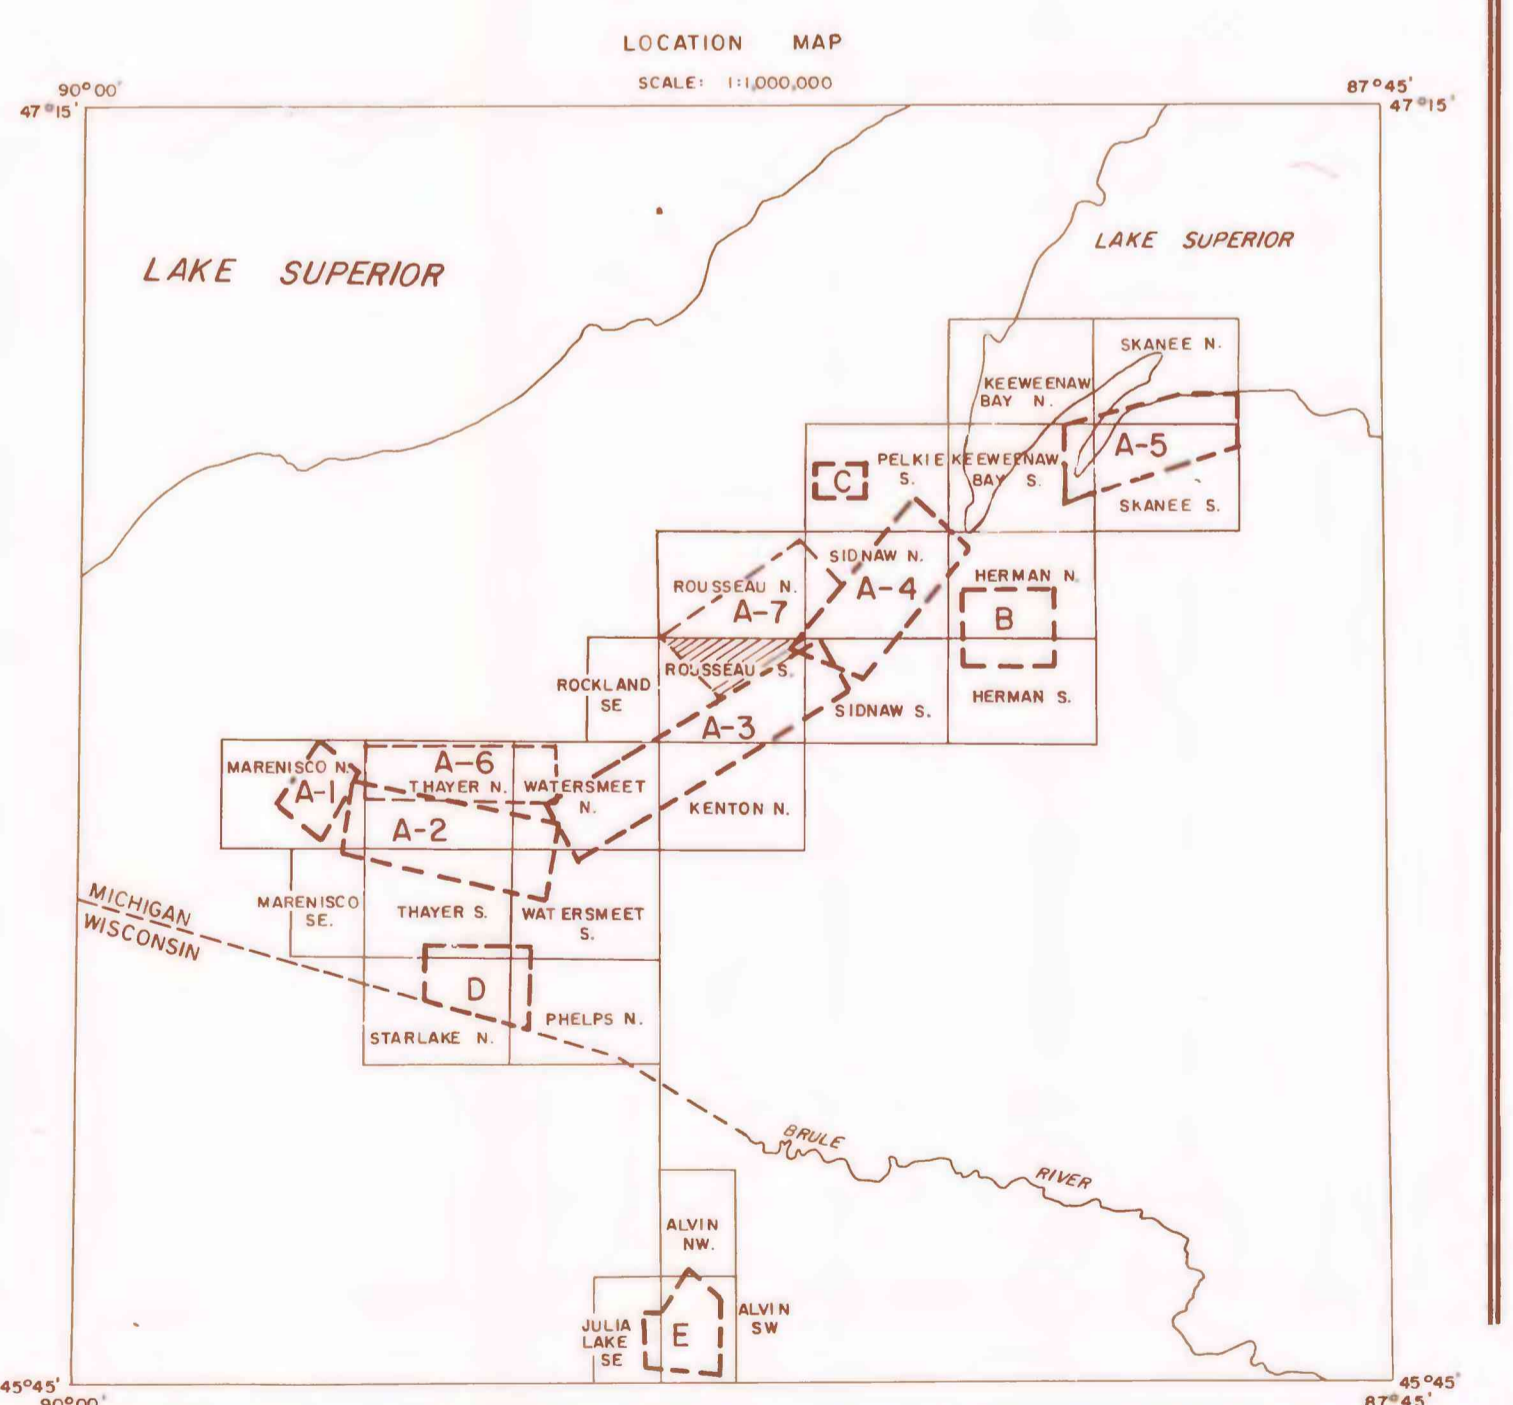 LOCATION MAP
SCALE: 1:1,000,000
90°00'
87°45'
47°15'
47°15'
LAKE SUPERIOR
LAKE SUPERIOR
SKANEE N.
KEEWEENAW
BAY N.
A-5
PELKIE
S.
KEEWEENAW
BAY S.
C
SKANEE S.
SIDNAW N.
HERMAN N.
ROUSSEAU N.
A-4
A-7
B
ROUSSEAU S.
ROCKLAND
SE
HERMAN S.
SIDNAW S.
A-3
MARENISCO N.
A-6
THAYER N.
WATERSMEET
N.
A-1
KENTON N.
A-2
MICHIGAN
WISCONSIN
MARENISCO
SE.
THAYER S.
WATERSMEET
S.
D
PHELPS N.
STARLAKE N.
BRULE
RIVER
ALVIN
NW.
ALVIN
SW
JULIA
LAKE
SE
E
45°45'
45°45'
90°00'
87°45'